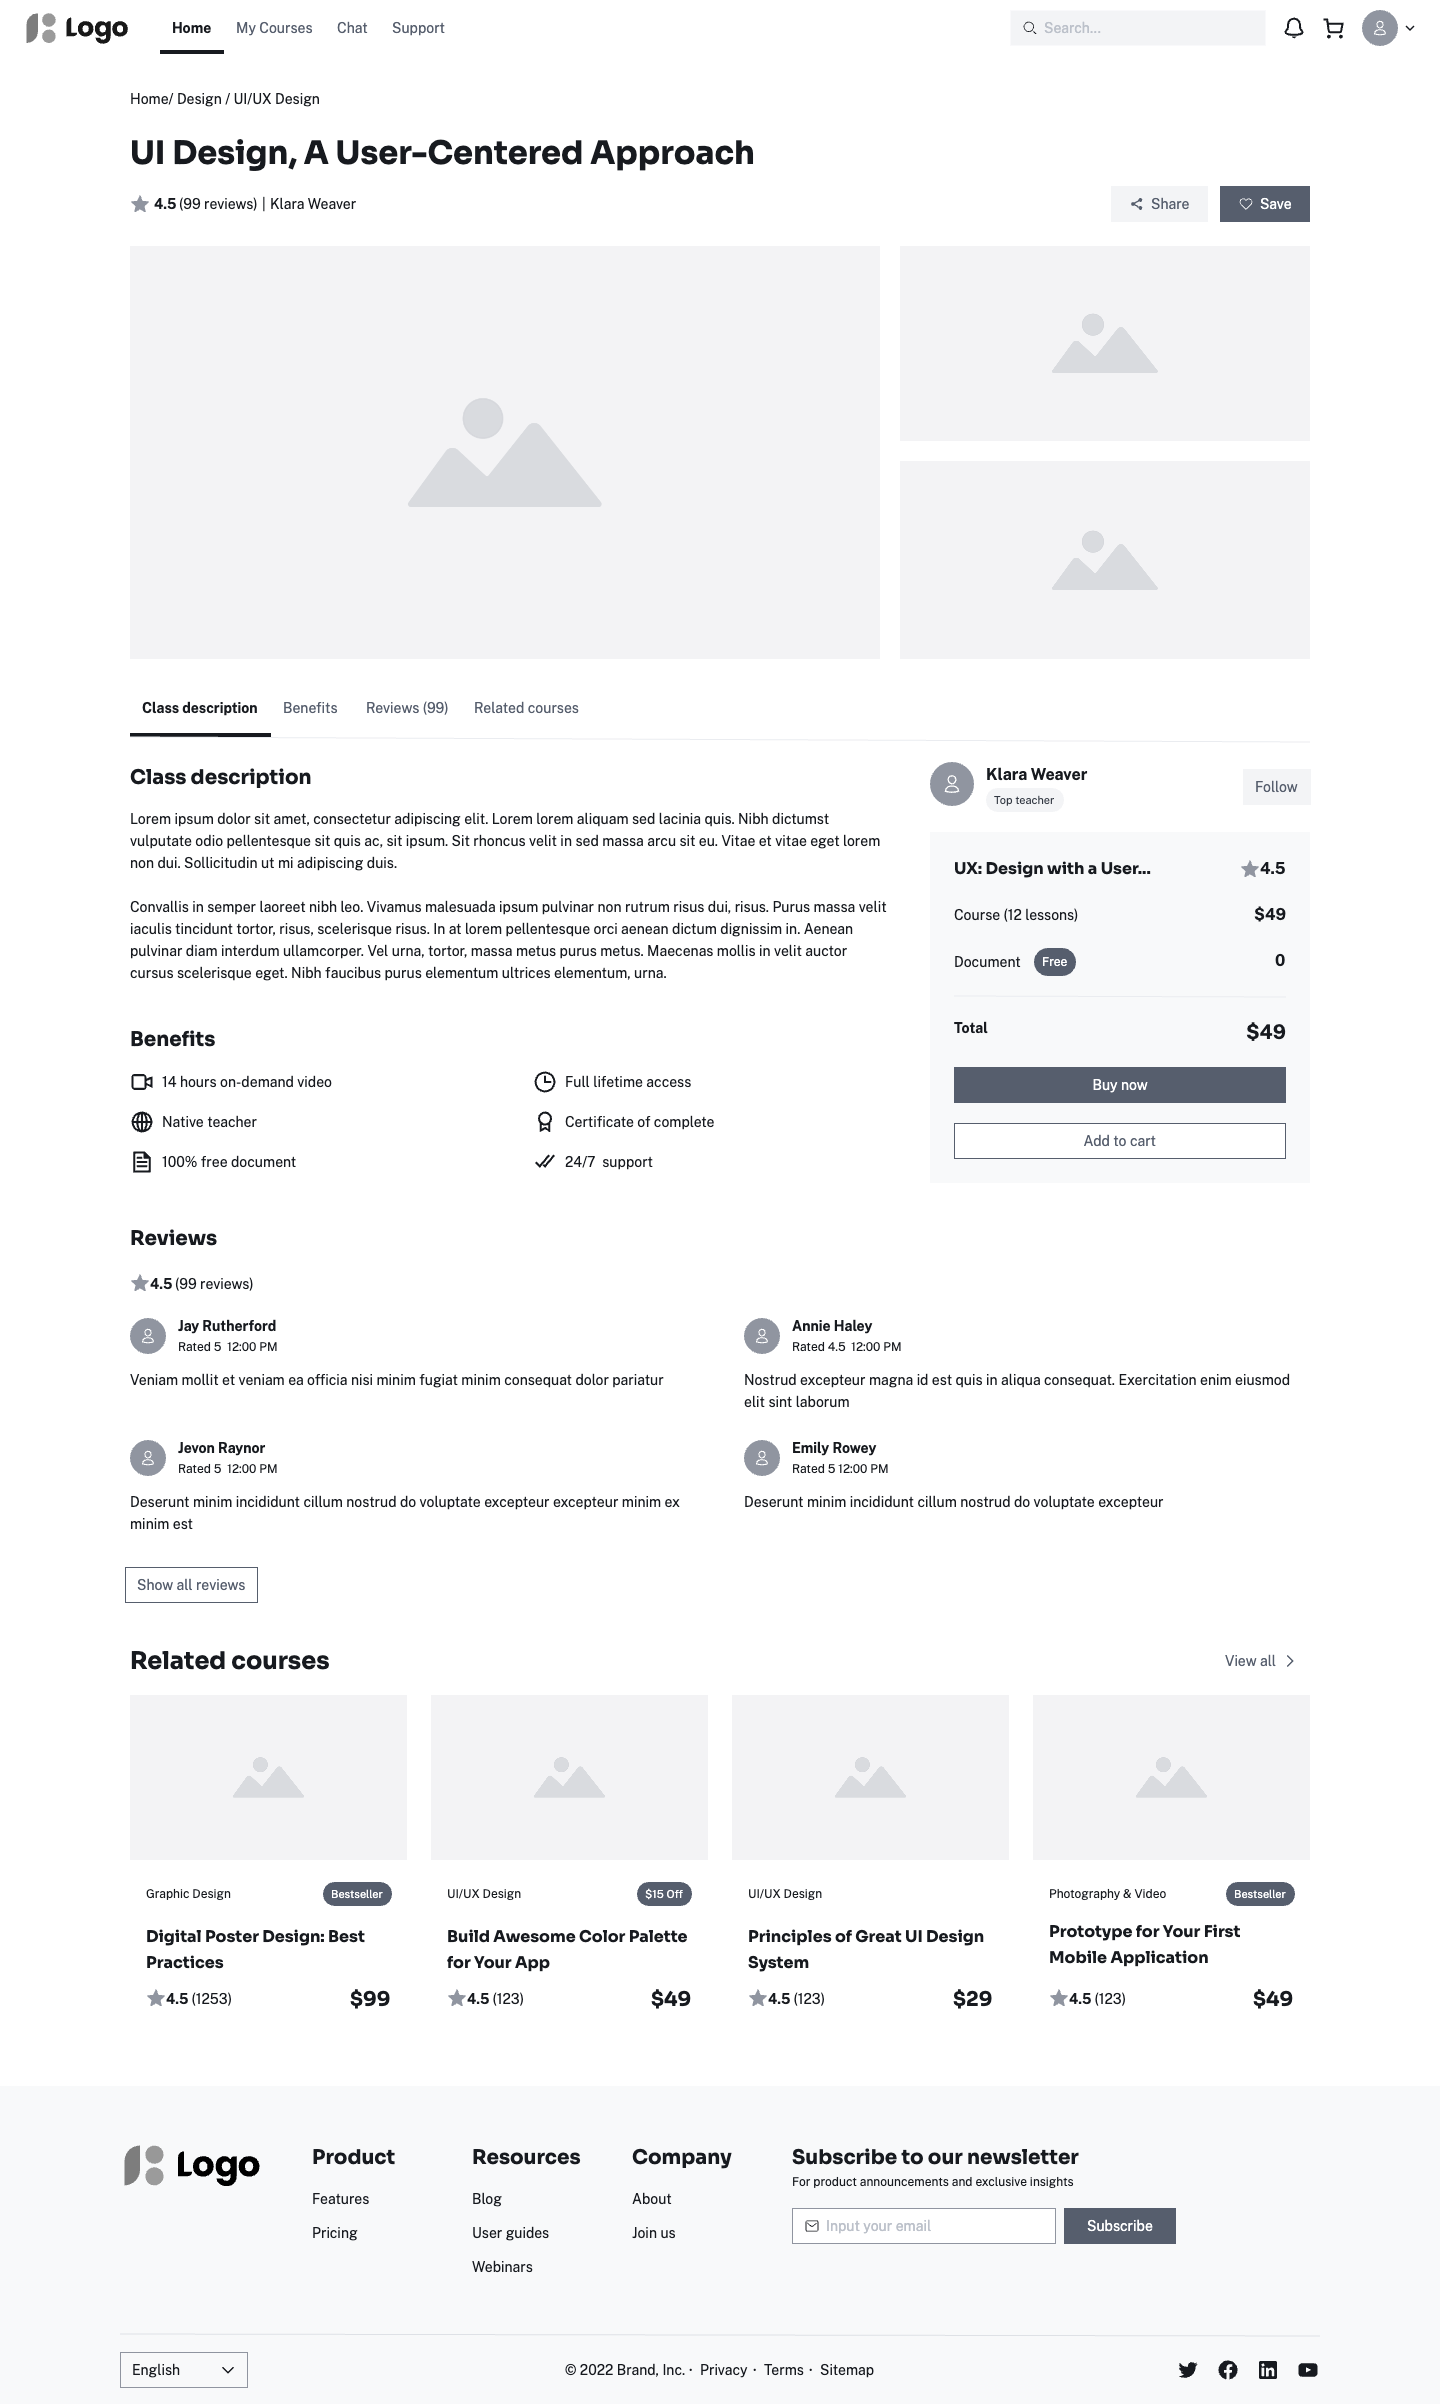 Logo
Home
My Courses
Chat
Support
Search...
Home/ Design / UI/UX Design
UI Design, A User-Centered Approach
4.5 (99 reviews) | Klara Weaver
Share
Save
Class description
Benefits
Reviews (99)
Related courses
Class description
Lorem ipsum dolor sit amet, consectetur adipiscing elit. Lorem lorem aliquam sed lacinia quis. Nibh dictumst
vulputate odio pellentesque sit quis ac, sit ipsum. Sit rhoncus velit in sed massa arcu sit eu. Vitae et vitae eget lorem
non dui. Sollicitudin ut mi adipiscing duis.
Convallis in semper laoreet nibh leo. Vivamus malesuada ipsum pulvinar non rutrum risus dui, risus. Purus massa velit
iaculis tincidunt tortor, risus, scelerisque risus. In at lorem pellentesque orci aenean dictum dignissim in. Aenean
pulvinar diam interdum ullamcorper. Vel urna, tortor, massa metus purus metus. Maecenas mollis in velit auctor
cursus scelerisque eget. Nibh faucibus purus elementum ultrices elementum, urna.
Klara Weaver
Top teacher
Follow
UX: Design with a User...
4.5
Course (12 lessons)
$49
Document
Free
0
Total
$49
Buy now
Add to cart
Benefits
14 hours on-demand video
Full lifetime access
Native teacher
Certificate of complete
100% free document
24/7 support
Reviews
4.5 (99 reviews)
Jay Rutherford
Rated 5 12:00 PM
Veniam mollit et veniam ea officia nisi minim fugiat minim consequat dolor pariatur
Annie Haley
Rated 4.5 12:00 PM
Nostrud excepteur magna id est quis in aliqua consequat. Exercitation enim eiusmod
elit sint laborum
Jevon Raynor
Rated 5 12:00 PM
Deserunt minim incididunt cillum nostrud do voluptate excepteur excepteur minim ex
minim est
Emily Rowey
Rated 5 12:00 PM
Deserunt minim incididunt cillum nostrud do voluptate excepteur
Show all reviews
Related courses
View all
Graphic Design
Bestseller
Digital Poster Design: Best
Practices
4.5 (1253)
$99
UI/UX Design
$15 Off
Build Awesome Color Palette
for Your App
4.5 (123)
$49
UI/UX Design
Principles of Great UI Design
System
4.5 (123)
$29
Photography & Video
Bestseller
Prototype for Your First
Mobile Application
4.5 (123)
$49
Logo
Product
Features
Pricing
Resources
Blog
User guides
Webinars
Company
About
Join us
Subscribe to our newsletter
For product announcements and exclusive insights
Input your email
Subscribe
English
© 2022 Brand, Inc. · Privacy · Terms · Sitemap